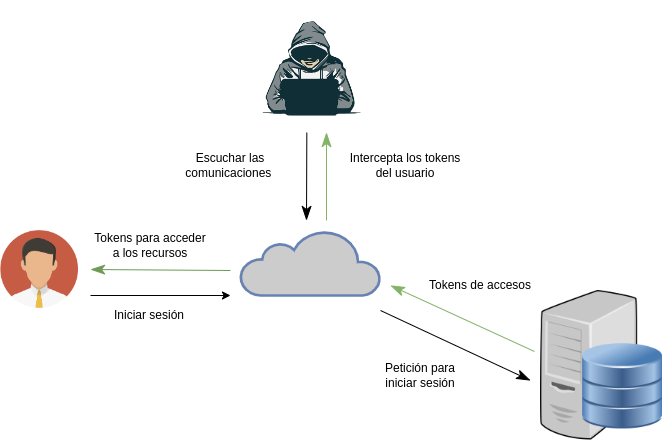 Escuchar las
comunicaciones
Intercepta los tokens
del usuario
Tokens para acceder
a los recursos
Iniciar sesión
Tokens de accesos
Petición para
iniciar sesión